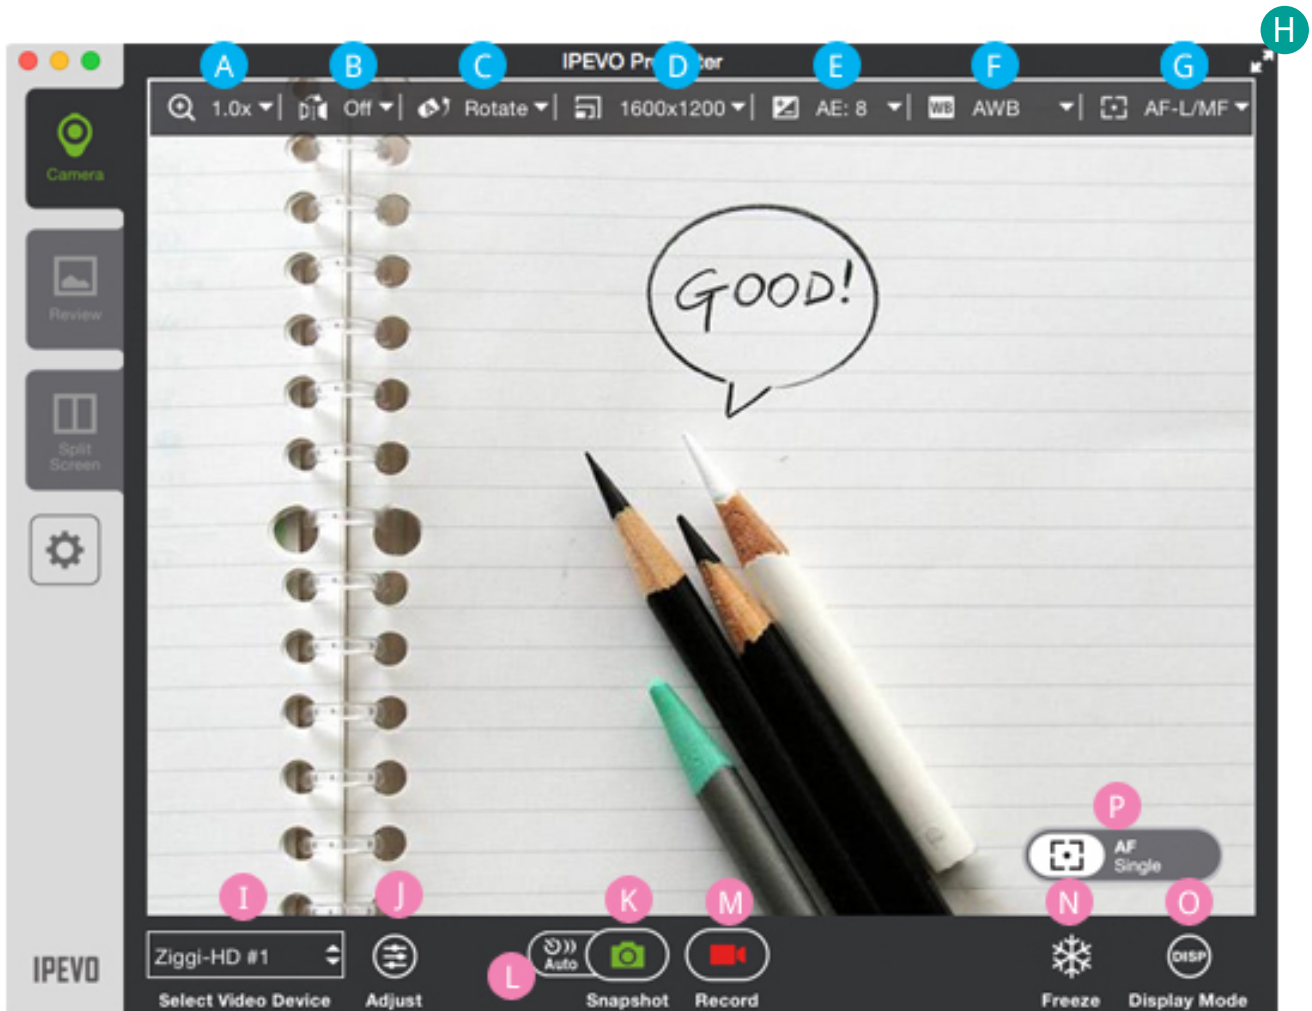 H
IPEVO Pr ter
A B C D E F G
1.0x Off Rotate 1600x1200 AE: 8 WB AWB AF-L/MF
Camera
GOOD!
Review
Split
Screen
P
AF
Single
I J K M N O
Ziggi-HD #1 Auto DISP
L
IPEVO
Select Video Device Adjust Snapshot Record Freeze Display Mode